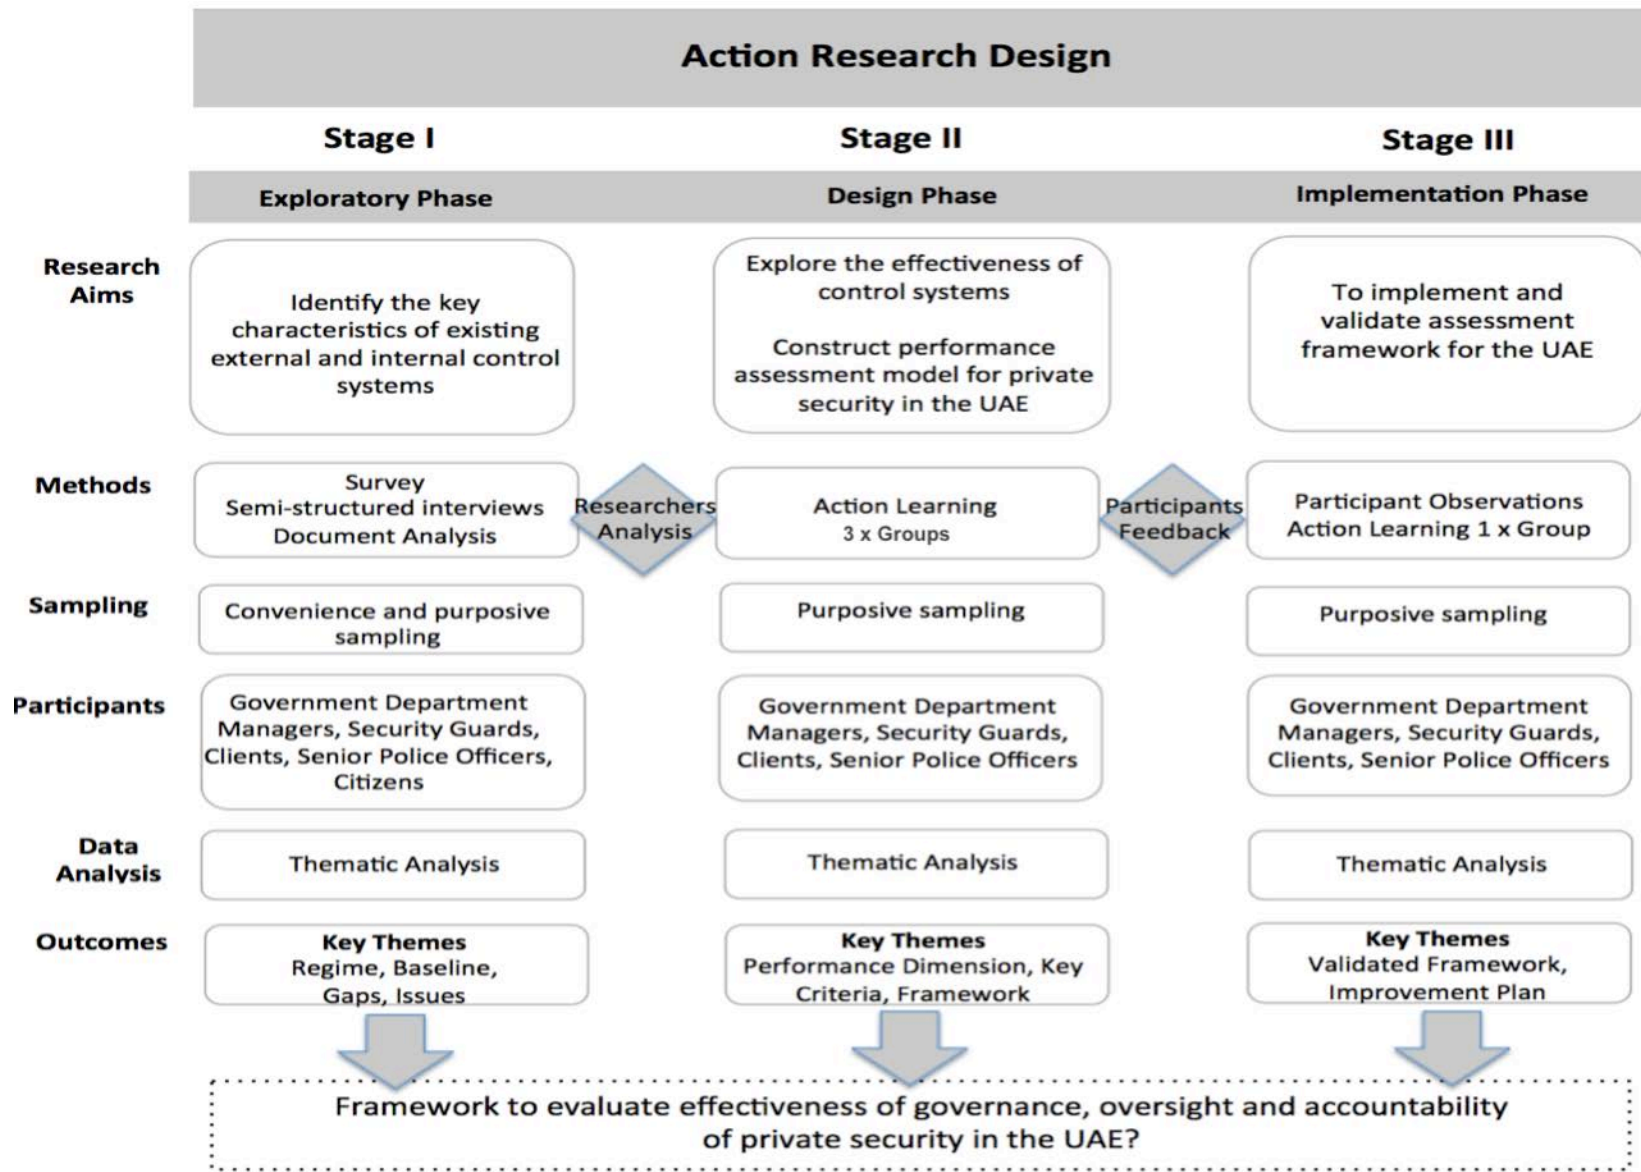 Action Research Design
Stage I
Stage II
Stage III
Exploratory Phase
Design Phase
Implementation Phase
Research
Aims
Identify the key
characteristics of existing
external and internal control
systems
Explore the effectiveness of
control systems
Construct performance
assessment model for private
security in the UAE
To implement and
validate assessment
framework for the UAE
Methods
Survey
Semi-structured interviews
Document Analysis
Researchers
Analysis
Action Learning
3 x Groups
Participants
Feedback
Participant Observations
Action Learning 1 x Group
Sampling
Convenience and purposive
sampling
Purposive sampling
Purposive sampling
Participants
Government Department
Managers, Security Guards,
Clients, Senior Police Officers,
Citizens
Government Department
Managers, Security Guards,
Clients, Senior Police Officers
Government Department
Managers, Security Guards,
Clients, Senior Police Officers
Data
Analysis
Thematic Analysis
Thematic Analysis
Thematic Analysis
Outcomes
Key Themes
Regime, Baseline,
Gaps, Issues
Key Themes
Performance Dimension, Key
Criteria, Framework
Key Themes
Validated Framework,
Improvement Plan
Framework to evaluate effectiveness of governance, oversight and accountability
of private security in the UAE?